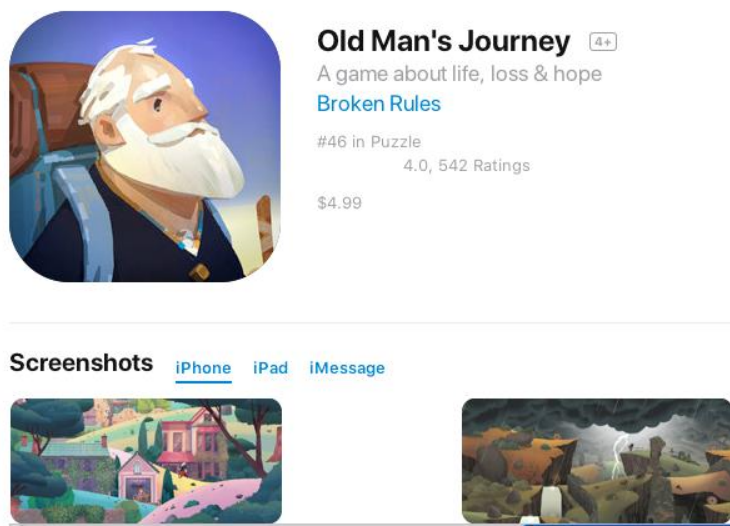 Old Man's Journey 4+
A game about life, loss & hope
Broken Rules
#46 in Puzzle
4.0, 542 Ratings
$4.99
Screenshots iPhone iPad iMessage